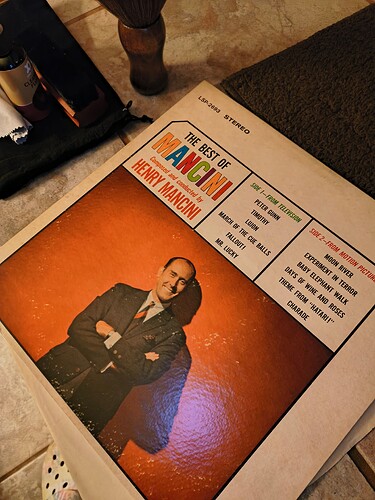 LSP-2693 STEREO
THE BEST OF
MANCINI
Composed and conducted by
HENRY MANCINI
SIDE 1—FROM TELEVISION
PETER GUNN
TIMOTHY
LUJON
MARCH OF THE CUE BALLS
FALLOUT!
MR. LUCKY
SIDE 2—FROM MOTION PICTURES
MOON RIVER
EXPERIMENT IN TERROR
BABY ELEPHANT WALK
DAYS OF WINE AND ROSES
THEME FROM "HATARI!"
CHARADE